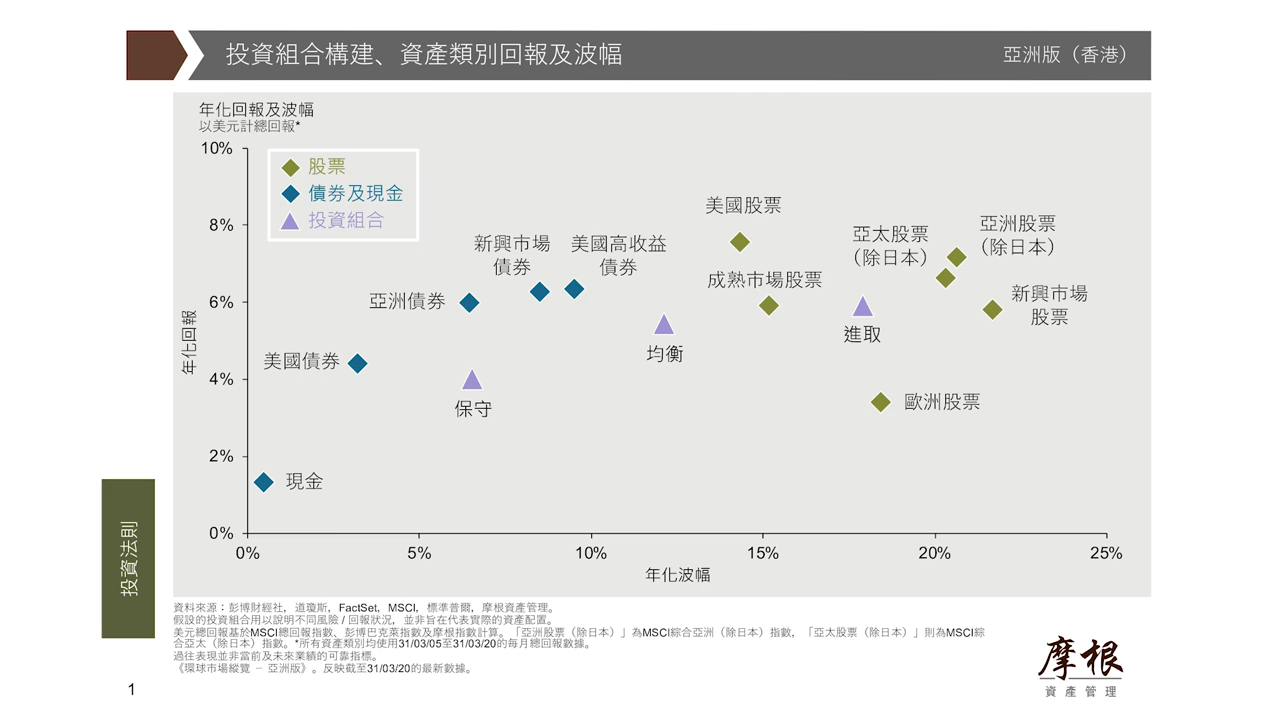 投資組合構建、資產類別回報及波幅
亞洲版（香港）
年化回報及波幅
以美元計總回報*
10%
8%
6%
4%
2%
0%
年化回報
股票
債券及現金
投資組合
美國股票
亞太股票
（除日本）
亞洲股票
（除日本）
新興市場
債券
美國高收益
債券
成熟市場股票
新興市場
股票
亞洲債券
美國債券
均衡
進取
保守
歐洲股票
現金
0%
5%
10%
15%
20%
25%
年化波幅
投資法則
資料來源：彭博財經社，道瓊斯，FactSet，MSCI，標準普爾，摩根資產管理。
假設的投資組合用以說明不同風險 / 回報狀況，並非旨在代表實際的資產配置。
美元總回報基於MSCI總回報指數、彭博巴克萊指數及摩根指數計算。「亞洲股票（除日本）」為MSCI綜合亞洲（除日本）指數，「亞太股票（除日本）」則為MSCI綜
合亞太（除日本）指數。*所有資產類別均使用31/03/05至31/03/20的每月總回報數據。
過往表現並非當前及未來業績的可靠指標。
《環球市場縱覽 – 亞洲版》。反映截至31/03/20的最新數據。
摩根
資產管理
1